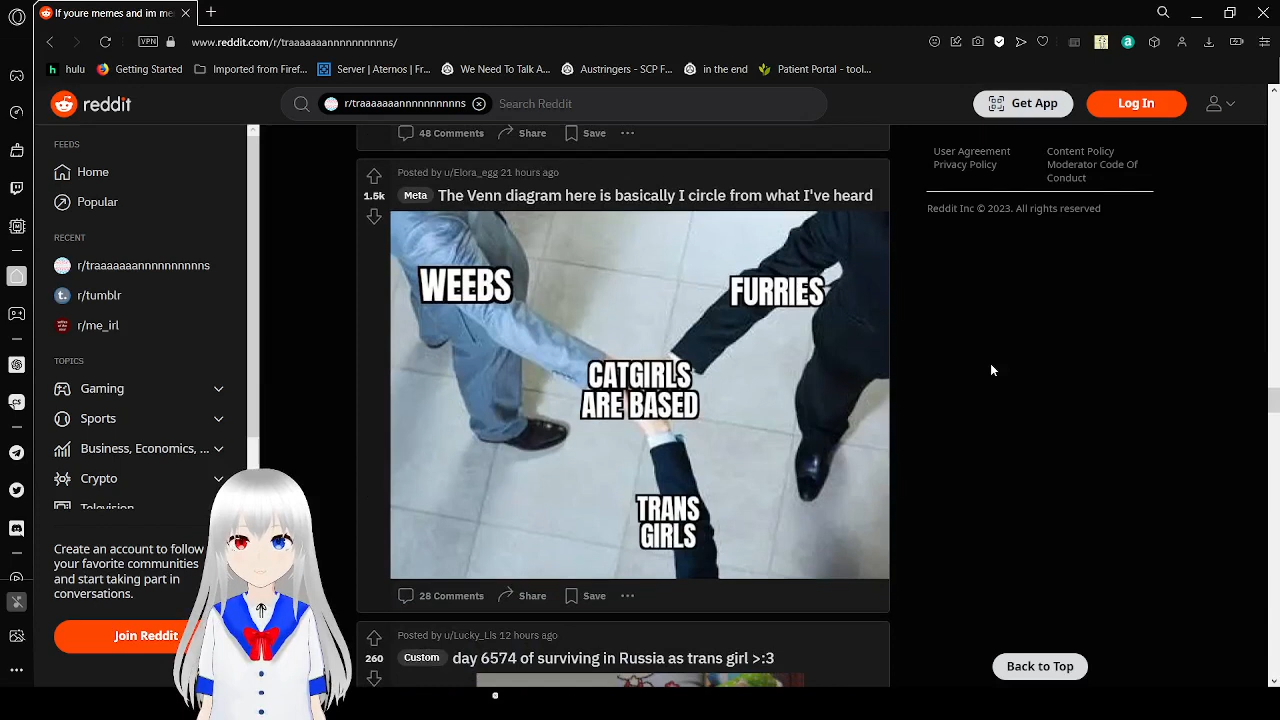 If youre memes and im me
www.reddit.com/r/traaaaaaannnnnnnnnns/
VPN
hulu
Getting Started
Imported from Firef...
Server | Aternos | Fr...
We Need To Talk A...
Austringers - SCP F...
in the end
Patient Portal - tool...
reddit
r/traaaaaaannnnnnnnnns
Search Reddit
Get App
Log In
FEEDS
Home
Popular
RECENT
r/traaaaaaannnnnnnnnns
r/tumblr
r/me_irl
TOPICS
Gaming
Sports
Business, Economics, ...
Crypto
Television
Create an account to follow
your favorite communities
and start taking part in
conversations.
Join Reddit
48 Comments
Share
Save
Posted by u/Elora_egg 21 hours ago
1.5k
Meta
The Venn diagram here is basically I circle from what I've heard
WEEBS
FURRIES
CATGIRLS
ARE BASED
TRANS
GIRLS
28 Comments
Share
Save
Posted by u/Lucky_Lis 12 hours ago
260
Custom
day 6574 of surviving in Russia as trans girl >:3
User Agreement
Content Policy
Privacy Policy
Moderator Code Of
Conduct
Reddit Inc © 2023. All rights reserved
Back to Top